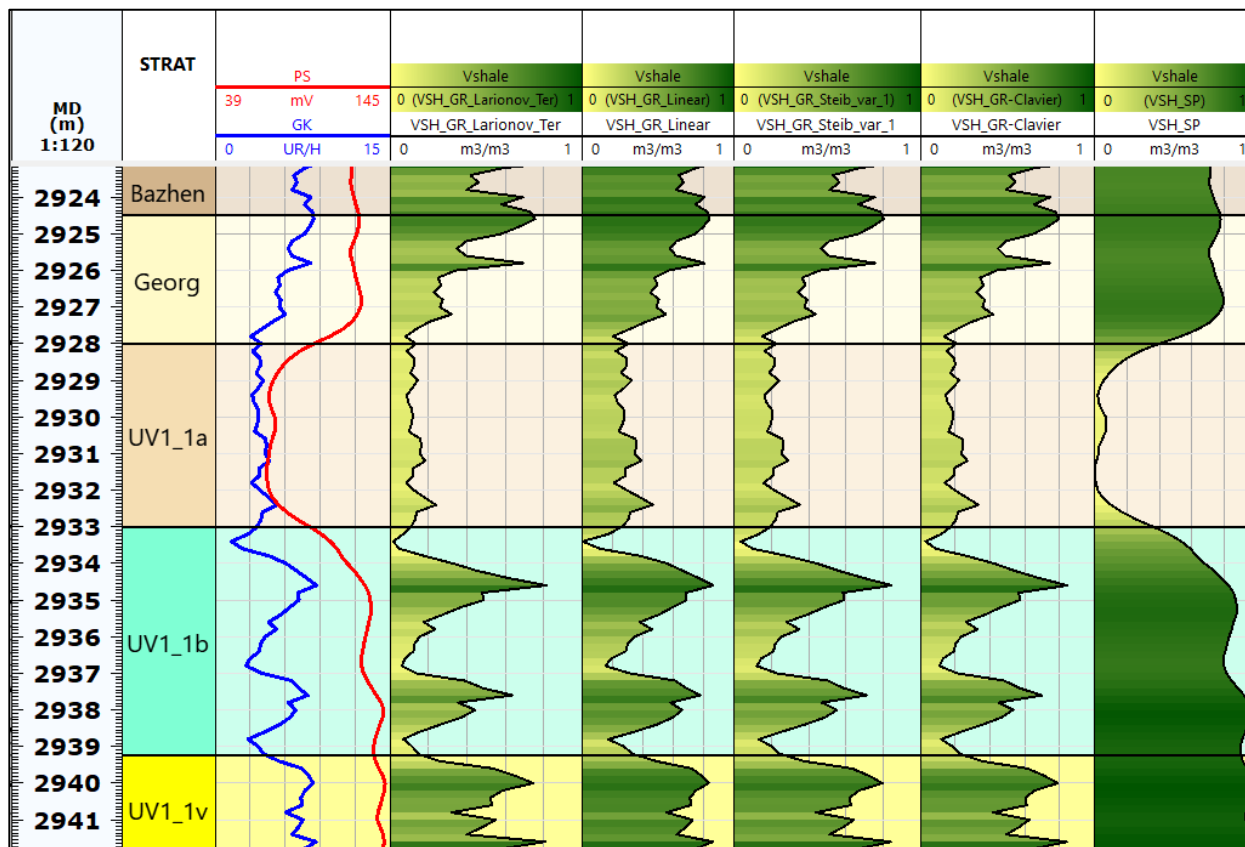 MD
(m)
1:120
STRAT
PS
39 mV 145
GK
0 UR/H 15
Vshale
0 (VSH_GR_Larionov_Ter) 1
VSH_GR_Larionov_Ter
0 m3/m3 1
Vshale
0 (VSH_GR_Linear) 1
VSH_GR_Linear
0 m3/m3 1
Vshale
0 (VSH_GR_Steib_var_1) 1
VSH_GR_Steib_var_1
0 m3/m3 1
Vshale
0 (VSH_GR-Clavier) 1
VSH_GR-Clavier
0 m3/m3 1
Vshale
0 (VSH_SP) 1
VSH_SP
0 m3/m3 1
2924
2925
2926
2927
2928
2929
2930
2931
2932
2933
2934
2935
2936
2937
2938
2939
2940
2941
Bazhen
Georg
UV1_1a
UV1_1b
UV1_1v